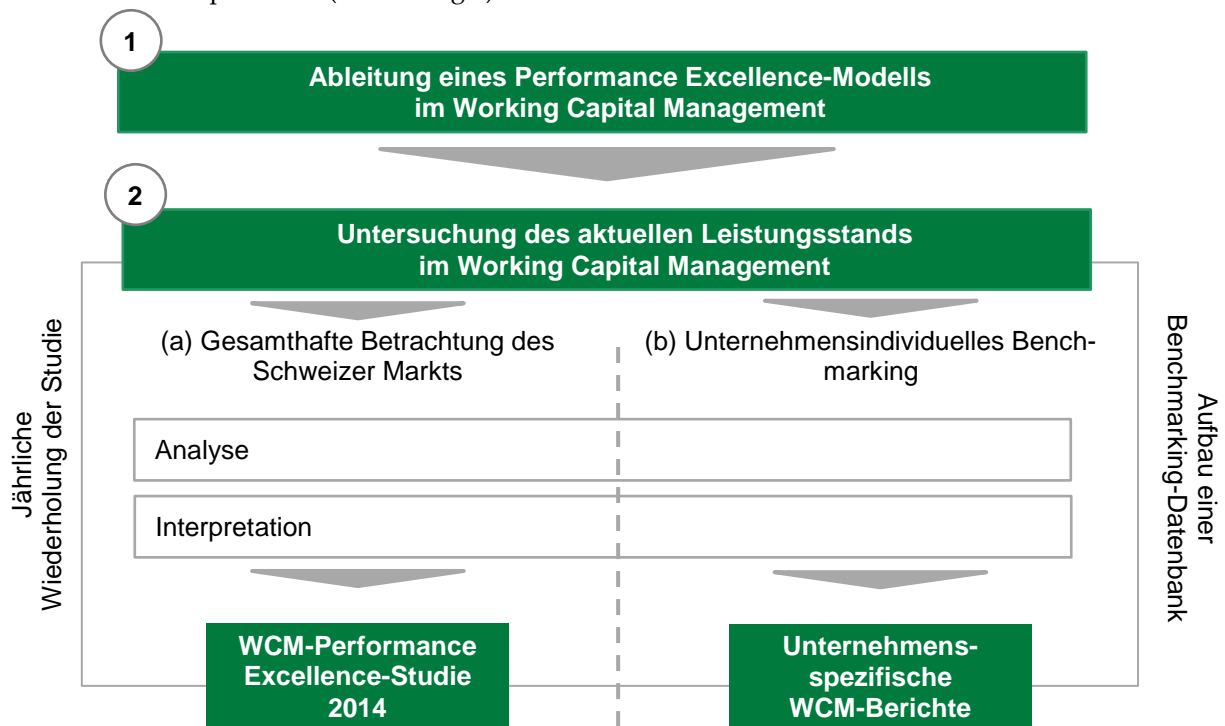 1
Ableitung eines Performance Excellence-Modells
im Working Capital Management
2
Untersuchung des aktuellen Leistungsstands
im Working Capital Management
Jährliche
Wiederholung der Studie
(a) Gesamthafte Betrachtung des
Schweizer Markts
(b) Unternehmensindividuelles Bench-
marking
Analyse
Interpretation
WCM-Performance
Excellence-Studie
2014
Unternehmens-
spezifische
WCM-Berichte
Aufbau einer
Benchmarking-Datenbank